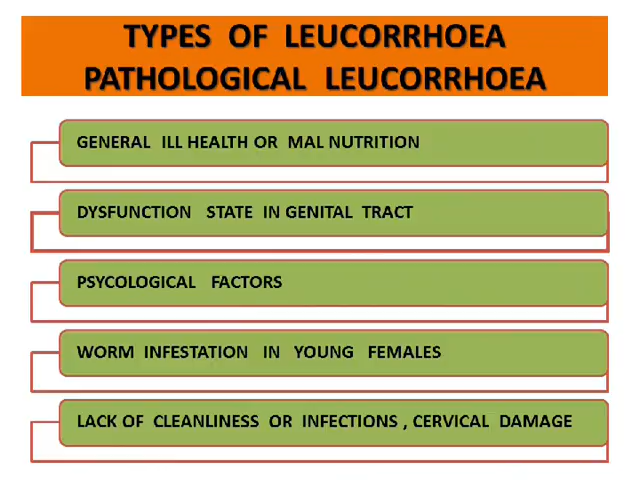 TYPES OF LEUCORRHOEA
PATHOLOGICAL LEUCORRHOEA
GENERAL ILL HEALTH OR MAL NUTRITION
DYSFUNCTION STATE IN GENITAL TRACT
PSYCOLOGICAL FACTORS
WORM INFESTATION IN YOUNG FEMALES
LACK OF CLEANLINESS OR INFECTIONS , CERVICAL DAMAGE